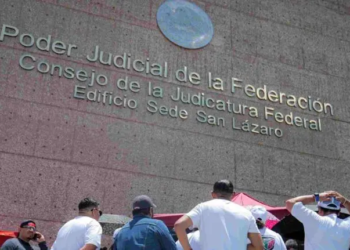 Poder Judicial de la Federación
Consejo de la Judicatura Federal
Edificio Sede San Lázaro